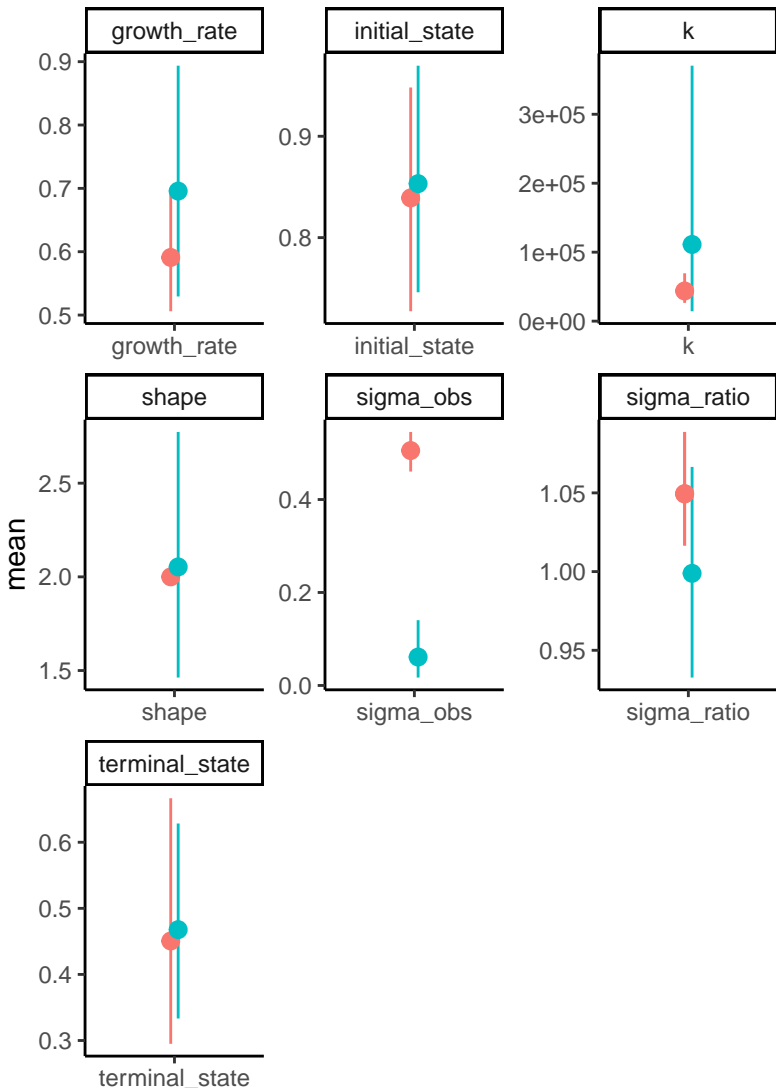 growth_rate
initial_state
k
0.9
0.8
0.7
0.6
0.5
0.9
0.8
3e+05
2e+05
1e+05
0e+00
growth_rate
initial_state
k
mean
shape
sigma_obs
sigma_ratio
2.5
2.0
1.5
0.4
0.2
0.0
1.05
1.00
0.95
shape
sigma_obs
sigma_ratio
terminal_state
0.6
0.5
0.4
0.3
terminal_state